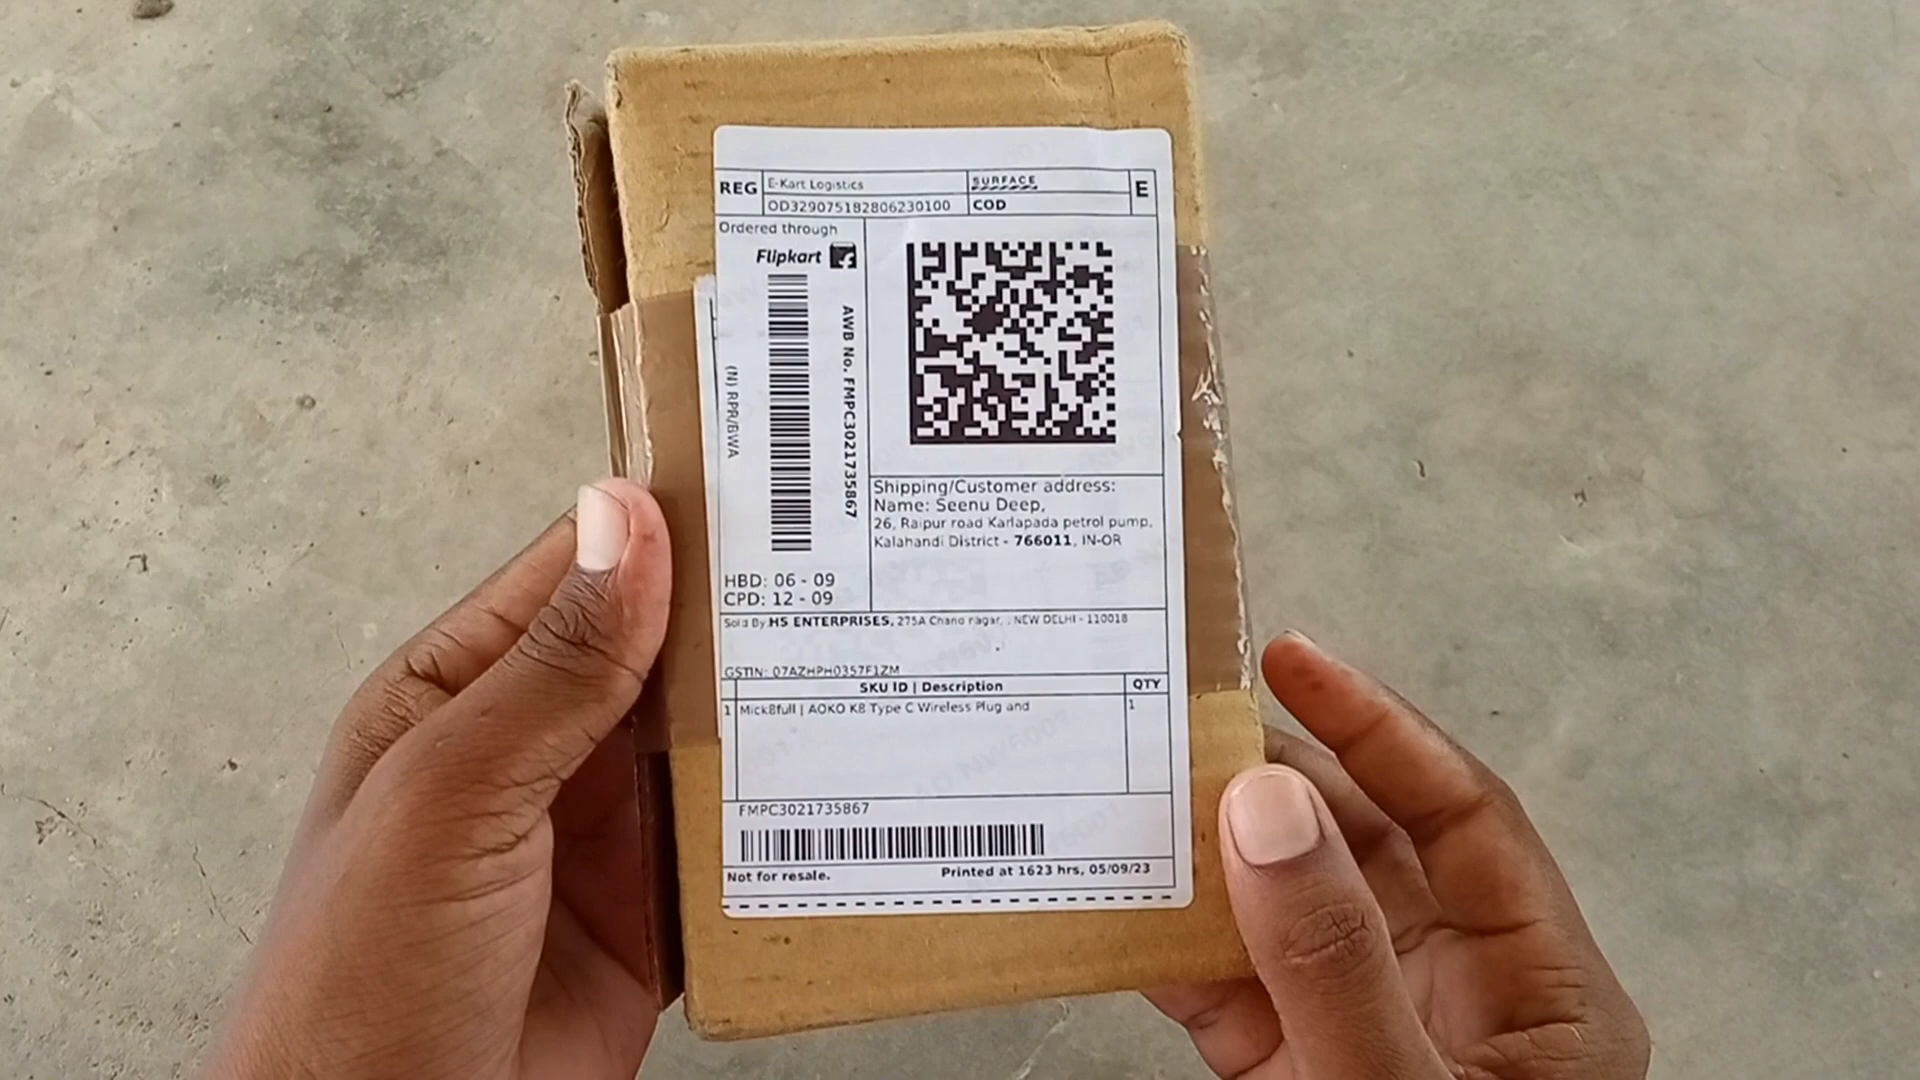 REG
E-Kart Logistics
SURFACE
E
OD329075182806230100
COD
Ordered through
Flipkart
(N) RPR/BWA
AWB No. FMPC3021735867
HBD: 06 - 09
CPD: 12 - 09
Shipping/Customer address:
Name: Seenu Deep,
26, Raipur road Karlapada petrol pump,
Kalahandi District - 766011, IN-OR
Sold By HS ENTERPRISES, 275A Chand nagar, , NEW DELHI - 110018
GSTIN: 07AZHPH0357F1ZM
SKU ID | Description QTY
1 Mick8full | AOKO K8 Type C Wireless Plug and 1
FMPC3021735867
Not for resale. Printed at 1623 hrs, 05/09/23